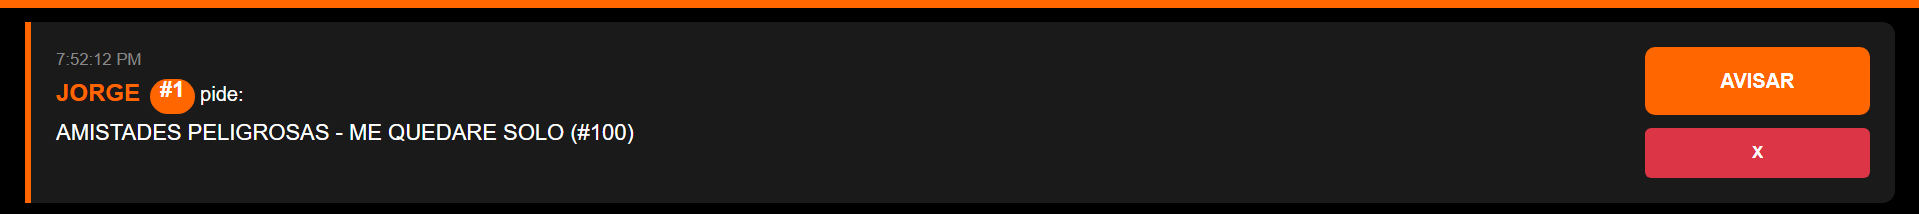 7:52:12 PM
JORGE #1 pide:
AMISTADES PELIGROSAS - ME QUEDARE SOLO (#100)
AVISAR
X